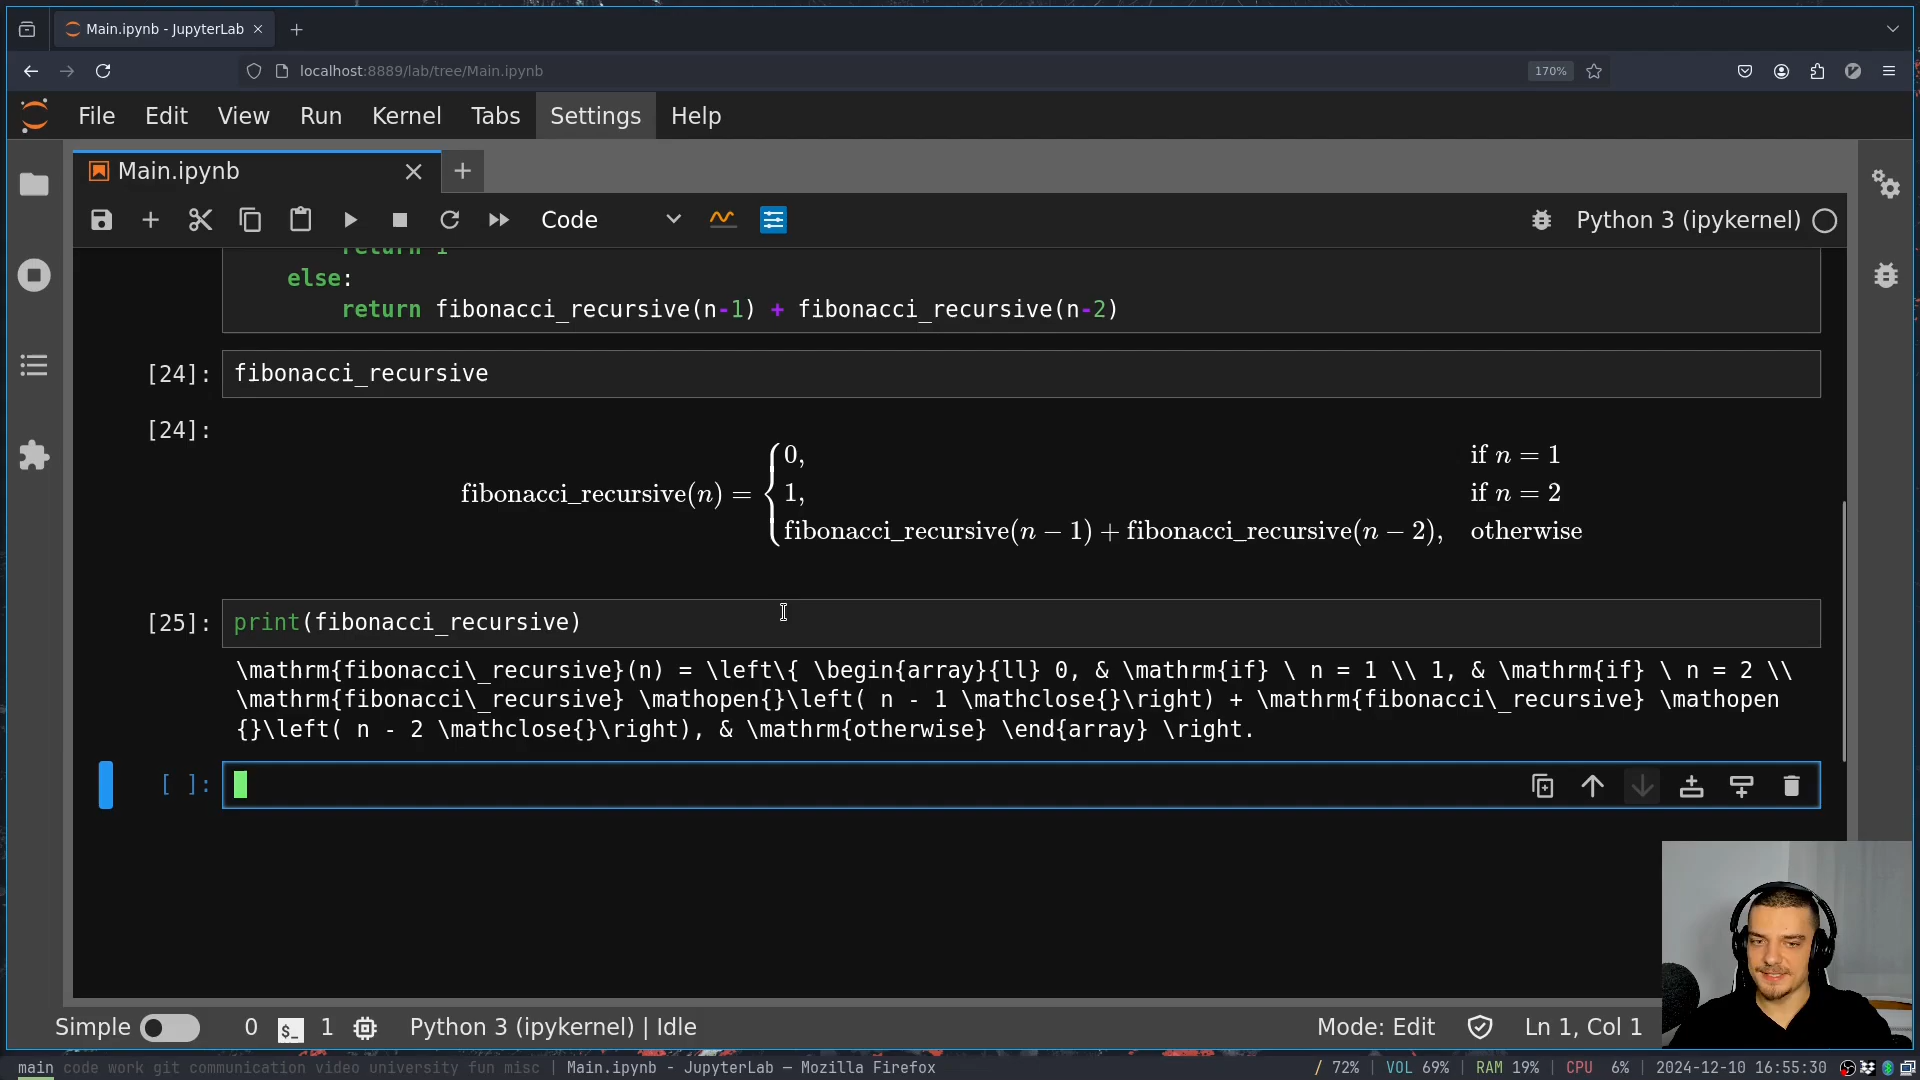 Main.ipynb - JupyterLab
localhost:8889/lab/tree/Main.ipynb
170%
File Edit View Run Kernel Tabs Settings Help
Main.ipynb
Code
Python 3 (ipykernel)
return 1
else:
return fibonacci_recursive(n-1) + fibonacci_recursive(n-2)
[24]: fibonacci_recursive
[24]:
0, if n = 1
fibonacci_recursive(n) = { 1, if n = 2
fibonacci_recursive(n − 1) + fibonacci_recursive(n − 2), otherwise
[25]: print(fibonacci_recursive)
\mathrm{fibonacci\_recursive}(n) = \left\{ \begin{array}{ll} 0, & \mathrm{if} \ n = 1 \\ 1, & \mathrm{if} \ n = 2 \\
\mathrm{fibonacci\_recursive} \mathopen{}\left( n - 1 \mathclose{}\right) + \mathrm{fibonacci\_recursive} \mathopen
{}\left( n - 2 \mathclose{}\right), & \mathrm{otherwise} \end{array} \right.
[ ]:
Simple 0 $_ 1 Python 3 (ipykernel) | Idle Mode: Edit Ln 1, Col 1
main code work git communication video university fun misc | Main.ipynb - JupyterLab — Mozilla Firefox / 72% | VOL 69% | RAM 19% | CPU 6% | 2024-12-10 16:55:30